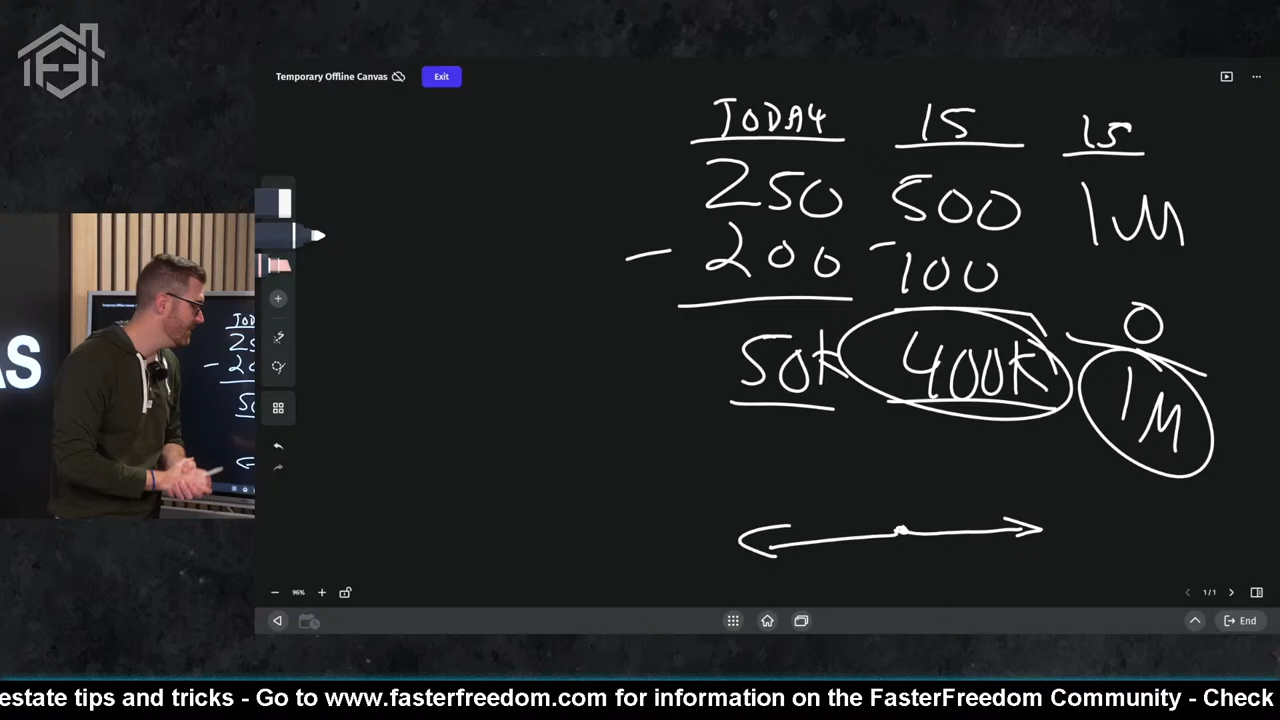 Temporary Offline Canvas Exit
TODAY 15 15
250 500 1M
- 200 - 100 0
50K 400K 1M
AS
96%
1/1
End
estate tips and tricks - Go to www.fasterfreedom.com for information on the FasterFreedom Community - Check